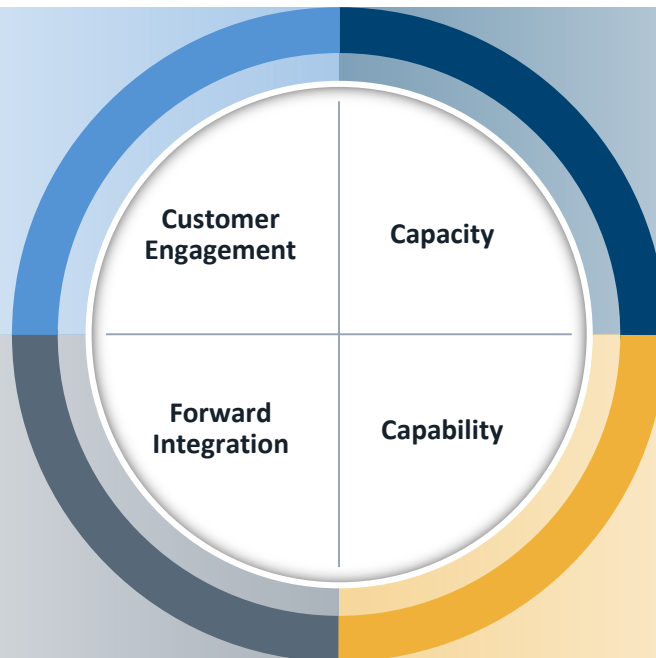 Customer
Engagement
Capacity
Forward
Integration
Capability